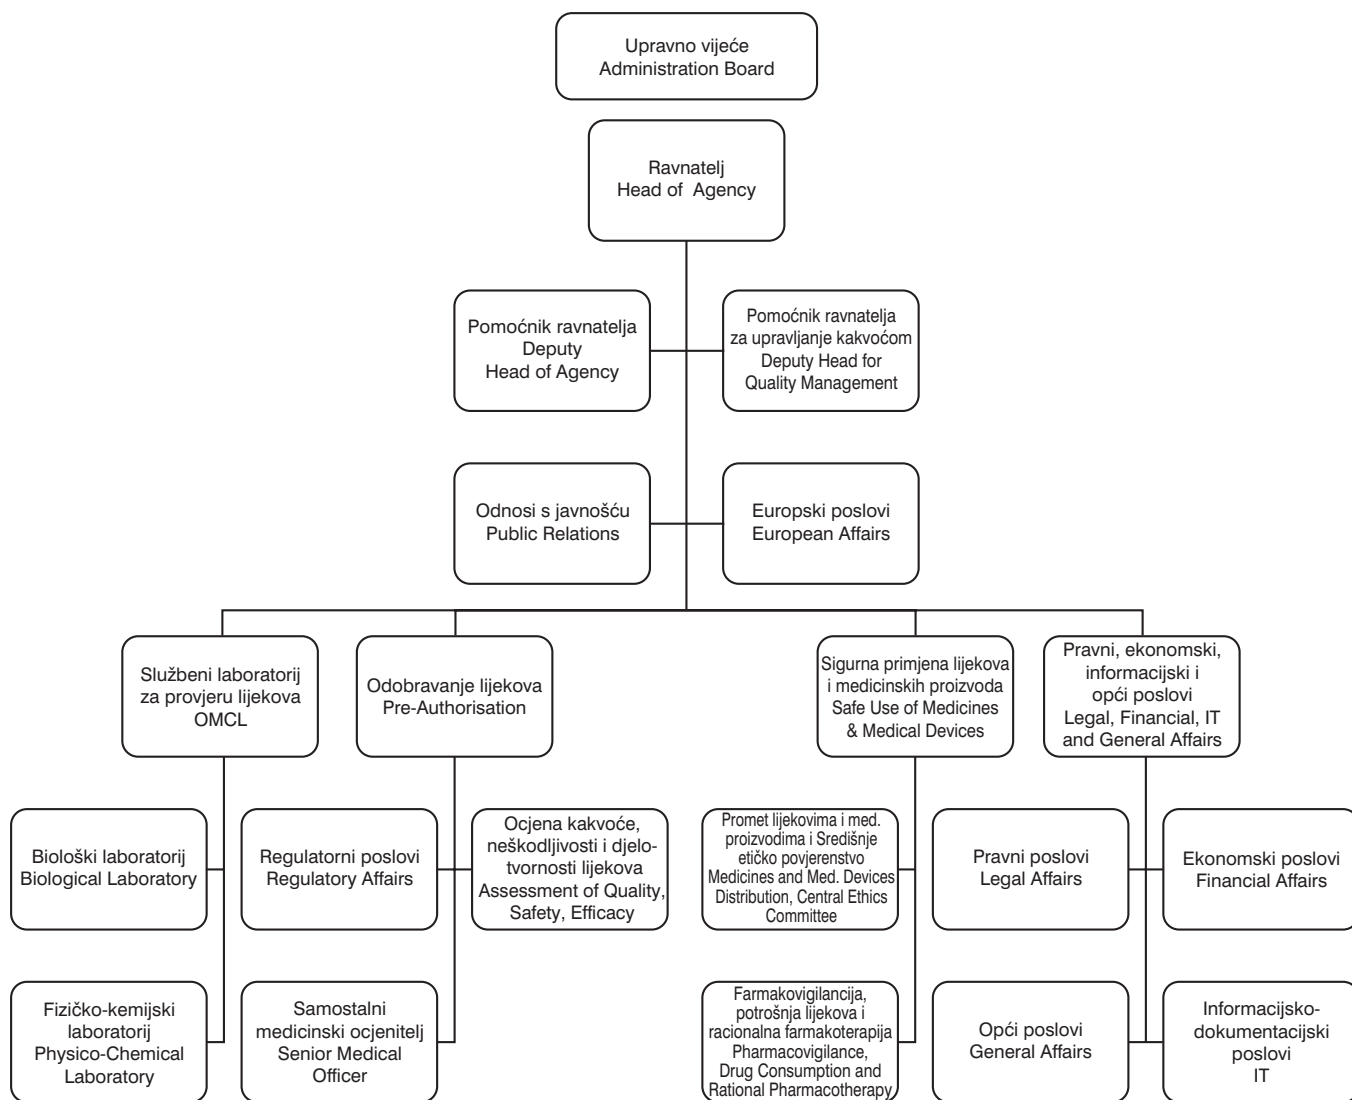 Upravno vijeće
Administration Board
Ravnatelj
Head of Agency
Pomoćnik ravnatelja
Deputy
Head of Agency
Pomoćnik ravnatelja
za upravljanje kakvoćom
Deputy Head for
Quality Management
Odnosi s javnošću
Public Relations
Europski poslovi
European Affairs
Službeni laboratorij
za provjeru lijekova
OMCL
Odobravanje lijekova
Pre-Authorisation
Sigurna primjena lijekova
i medicinskih proizvoda
Safe Use of Medicines
& Medical Devices
Pravni, ekonomski,
informacijski i
opći poslovi
Legal, Financial, IT
and General Affairs
Biološki laboratorij
Biological Laboratory
Regulatorni poslovi
Regulatory Affairs
Ocjena kakvoće,
neškodljivosti i djelo-
tvornosti lijekova
Assessment of Quality,
Safety, Efficacy
Promet lijekovima i med.
proizvodima i Središnje
etičko povjerenstvo
Medicines and Med. Devices
Distribution, Central Ethics
Committee
Pravni poslovi
Legal Affairs
Ekonomski poslovi
Financial Affairs
Fizičko-kemijski
laboratorij
Physico-Chemical
Laboratory
Samostalni
medicinski ocjenitelj
Senior Medical
Officer
Farmakovigilancija,
potrošnja lijekova i
racionalna farmakoterapija
Pharmacovigilance,
Drug Consumption and
Rational Pharmacotherapy
Opći poslovi
General Affairs
Informacijsko-
dokumentacijski
poslovi
IT